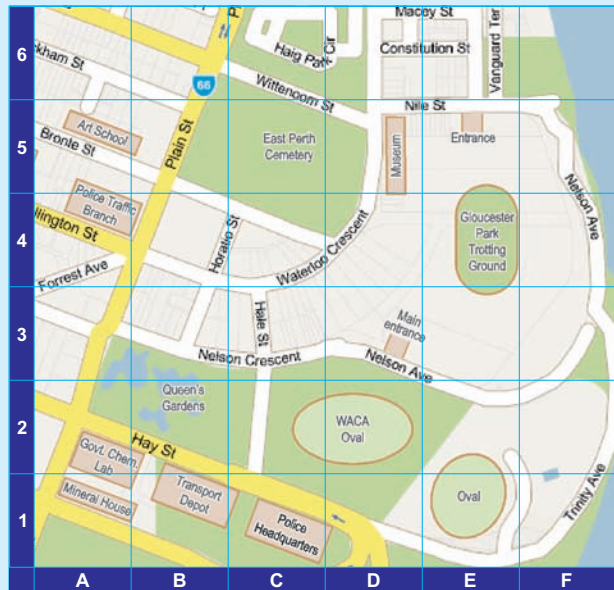 6
5
4
3
2
1
A
B
C
D
E
F
Macey St
Haig Park Cir
Constitution St
Vanguard Ter
ckham St
Wittenoom St
66
Nile St
Art School
Plain St
East Perth
Cemetery
Museum
Entrance
Bronte St
Nelson Ave
Police Traffic
Branch
llington St
Horatio St
Waterloo Crescent
Gloucester
Park
Trotting
Ground
Forrest Ave
Hale St
Main
entrance
Nelson Crescent
Nelson Ave
Queen's
Gardens
WACA
Oval
Hay St
Govt. Chem.
Lab
Mineral House
Transport
Depot
Police
Headquarters
Oval
Trinity Ave